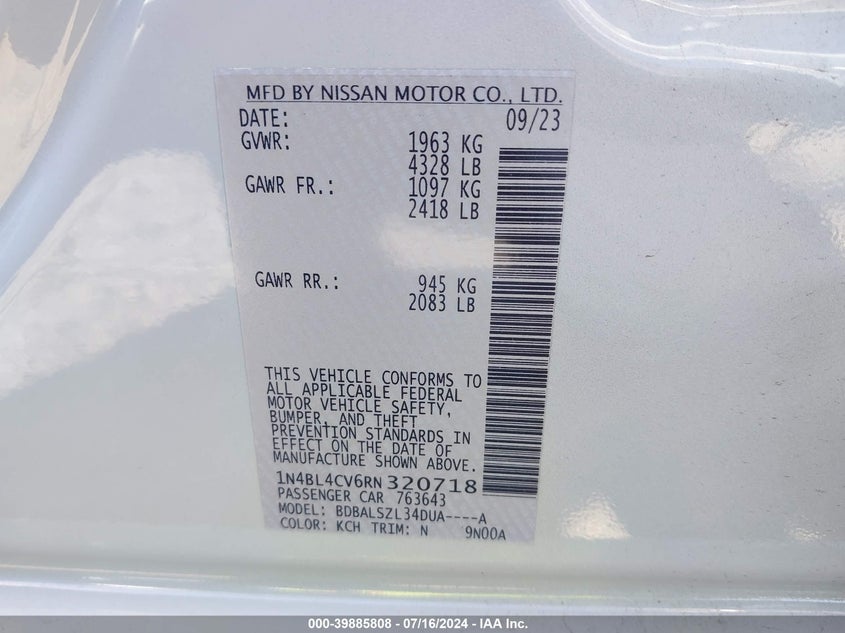 MFD BY NISSAN MOTOR CO., LTD.
DATE: 09/23
GVWR: 1963 KG
4328 LB
GAWR FR.: 1097 KG
2418 LB
GAWR RR.: 945 KG
2083 LB
THIS VEHICLE CONFORMS TO
ALL APPLICABLE FEDERAL
MOTOR VEHICLE SAFETY,
BUMPER, AND THEFT
PREVENTION STANDARDS IN
EFFECT ON THE DATE OF
MANUFACTURE SHOWN ABOVE.
1N4BL4CV6RN320718
PASSENGER CAR 763643
MODEL: BDBALSZL34DUA----A
COLOR: KCH TRIM: N 9N00A
000-39885808 - 07/16/2024 - IAA Inc.